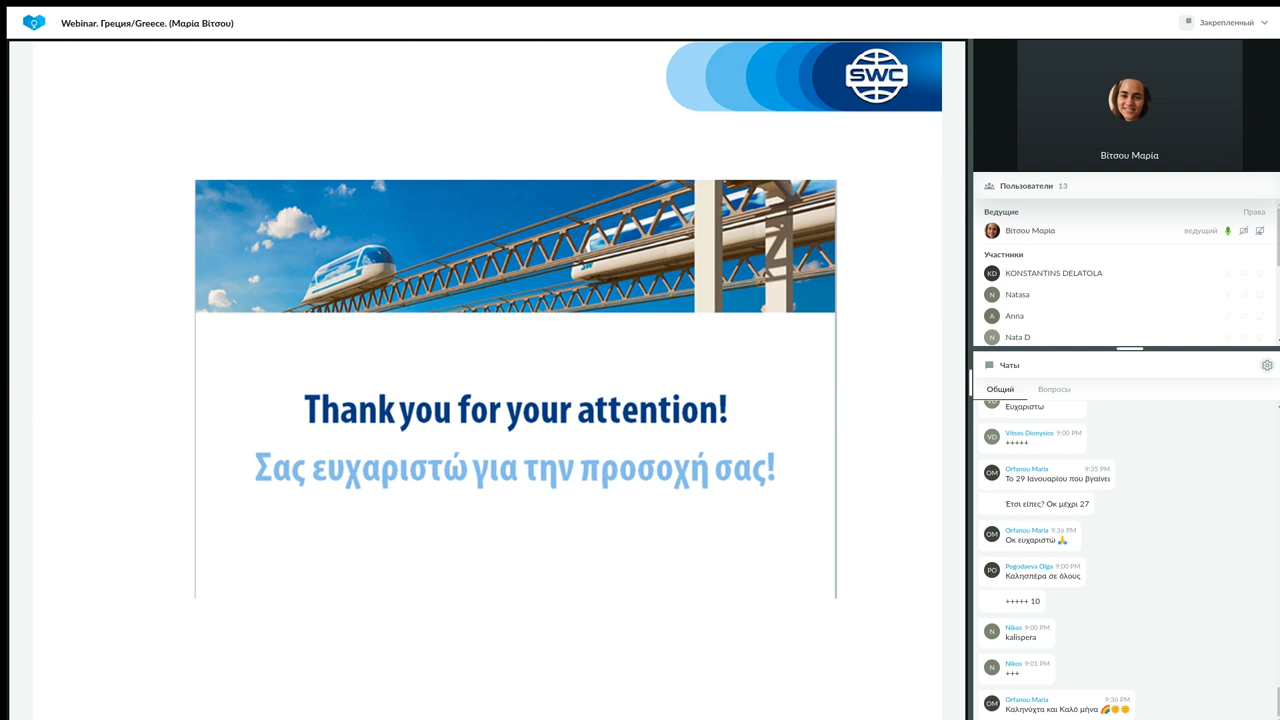 Webinar. Греция/Greece. (Μαρία Βίτσου)
Закрепленный
SWC
Thank you for your attention!
Σας ευχαριστώ για την προσοχή σας!
Βίτσου Μαρία
Пользователи 13
Ведущие Права
Βίτσου Μαρία ведущий
Участники
KD KONSTANTINS DELATOLA
N Natasa
A Anna
N Nata D
Чаты
Общий Вопросы
Ευχαριστω
VD Vitsos Dionysios 9:00 PM
+++++
OM Orfanou Maria 9:35 PM
Το 29 Ιανουαρίου που βγαίνει
Έτσι είπες? Οκ μέχρι 27
OM Orfanou Maria 9:36 PM
Οκ ευχαριστώ 🙏
PO Pogodaeva Olga 9:00 PM
Καλησπέρα σε όλους
+++++ 10
N Nikos 9:00 PM
kalispera
N Nikos 9:01 PM
+++
OM Orfanou Maria 9:36 PM
Καληνύχτα και Καλό μήνα 🌈🌞🌞